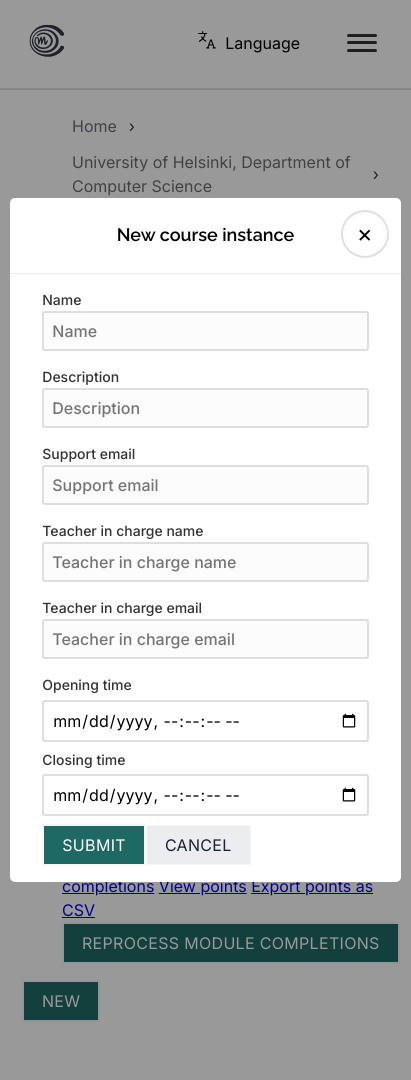 Language
Home ›
University of Helsinki, Department of
Computer Science ›
New course instance
Name
Name
Description
Description
Support email
Support email
Teacher in charge name
Teacher in charge name
Teacher in charge email
Teacher in charge email
Opening time
mm/dd/yyyy, --:--:-- --
Closing time
mm/dd/yyyy, --:--:-- --
SUBMIT CANCEL
completions View points Export points as
CSV
REPROCESS MODULE COMPLETIONS
NEW